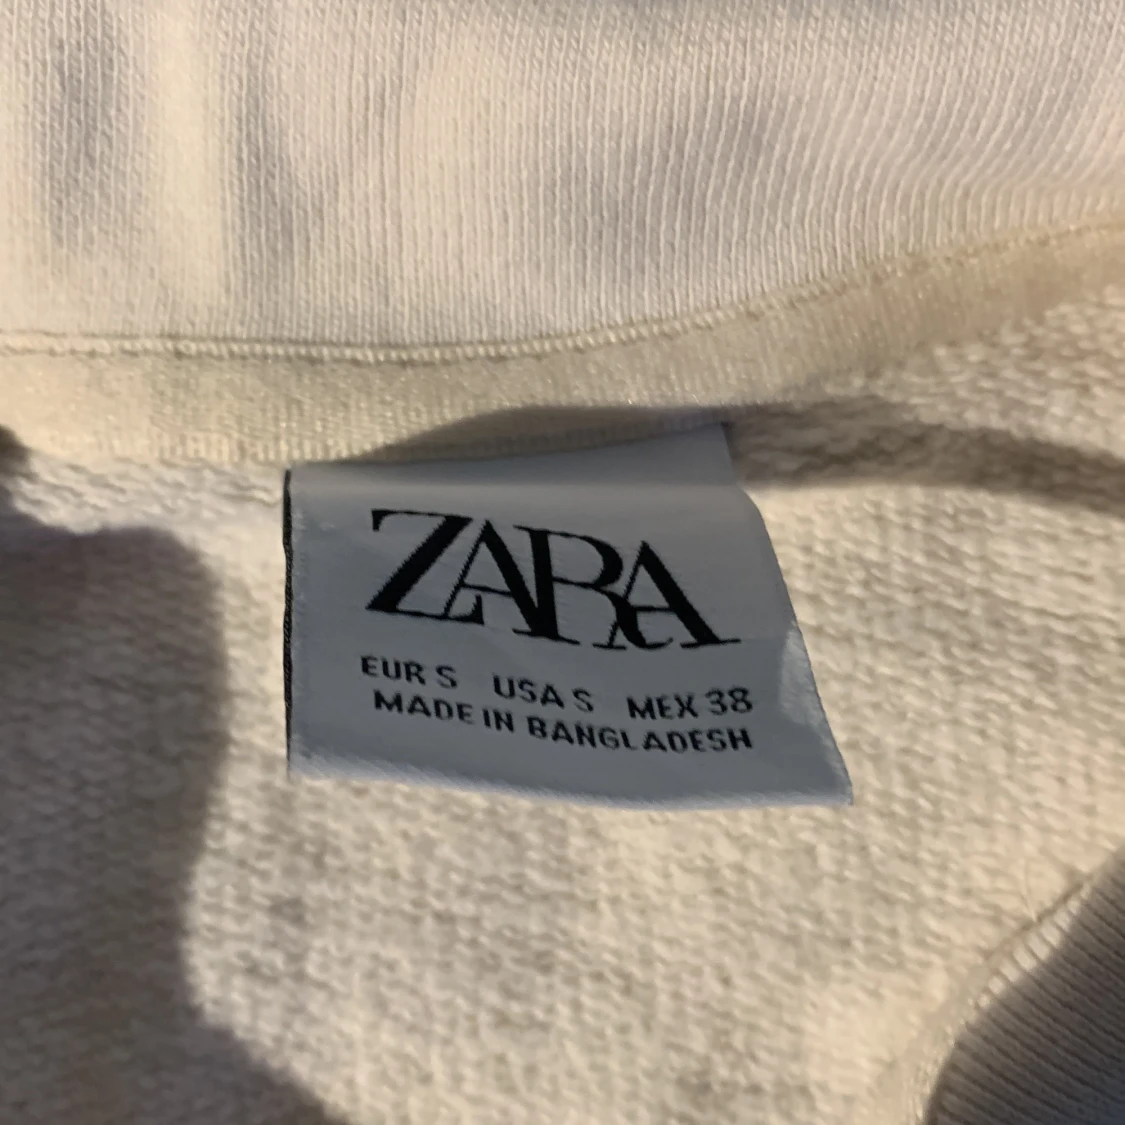 ZARA
EUR S USA S MEX 38
MADE IN BANGLADESH